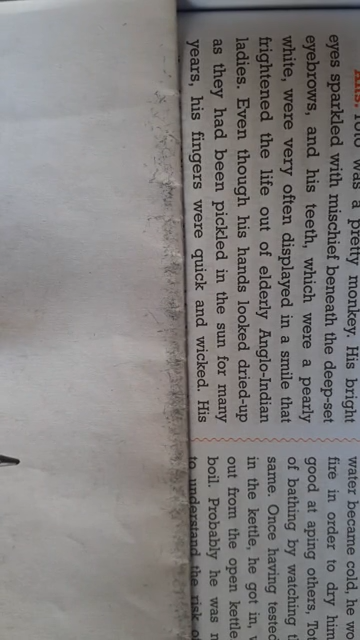 Ans. Toto was a pretty monkey. His bright
eyes sparkled with mischief beneath the deep-set
eyebrows, and his teeth, which were a pearly
white, were very often displayed in a smile that
frightened the life out of elderly Anglo-Indian
ladies. Even though his hands looked dried-up
as they had been pickled in the sun for many
years, his fingers were quick and wicked. His
water became cold, he
fire in order to dry him
good at aping others,
of bathing by watching
same. Once having tested
in the kettle, he got in,
out from the open kettle
boil. Probably he was
to understand the risk